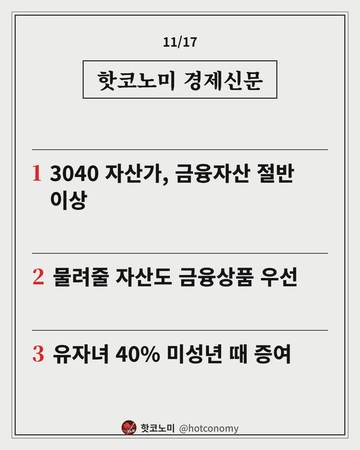 11/17
핫코노미 경제신문
1 3040 자산가, 금융자산 절반
이상
2 물려줄 자산도 금융상품 우선
3 유자녀 40% 미성년 때 증여
핫코노미 @hotconomy